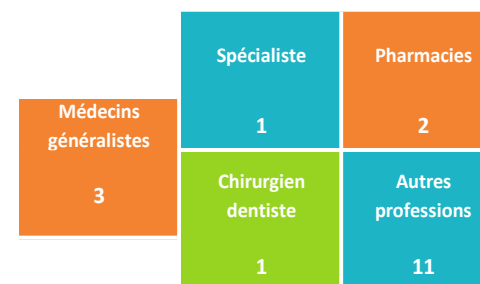 Médecins
généralistes
3
Spécialiste
1
Pharmacies
2
Chirurgien
dentiste
1
Autres
professions
11